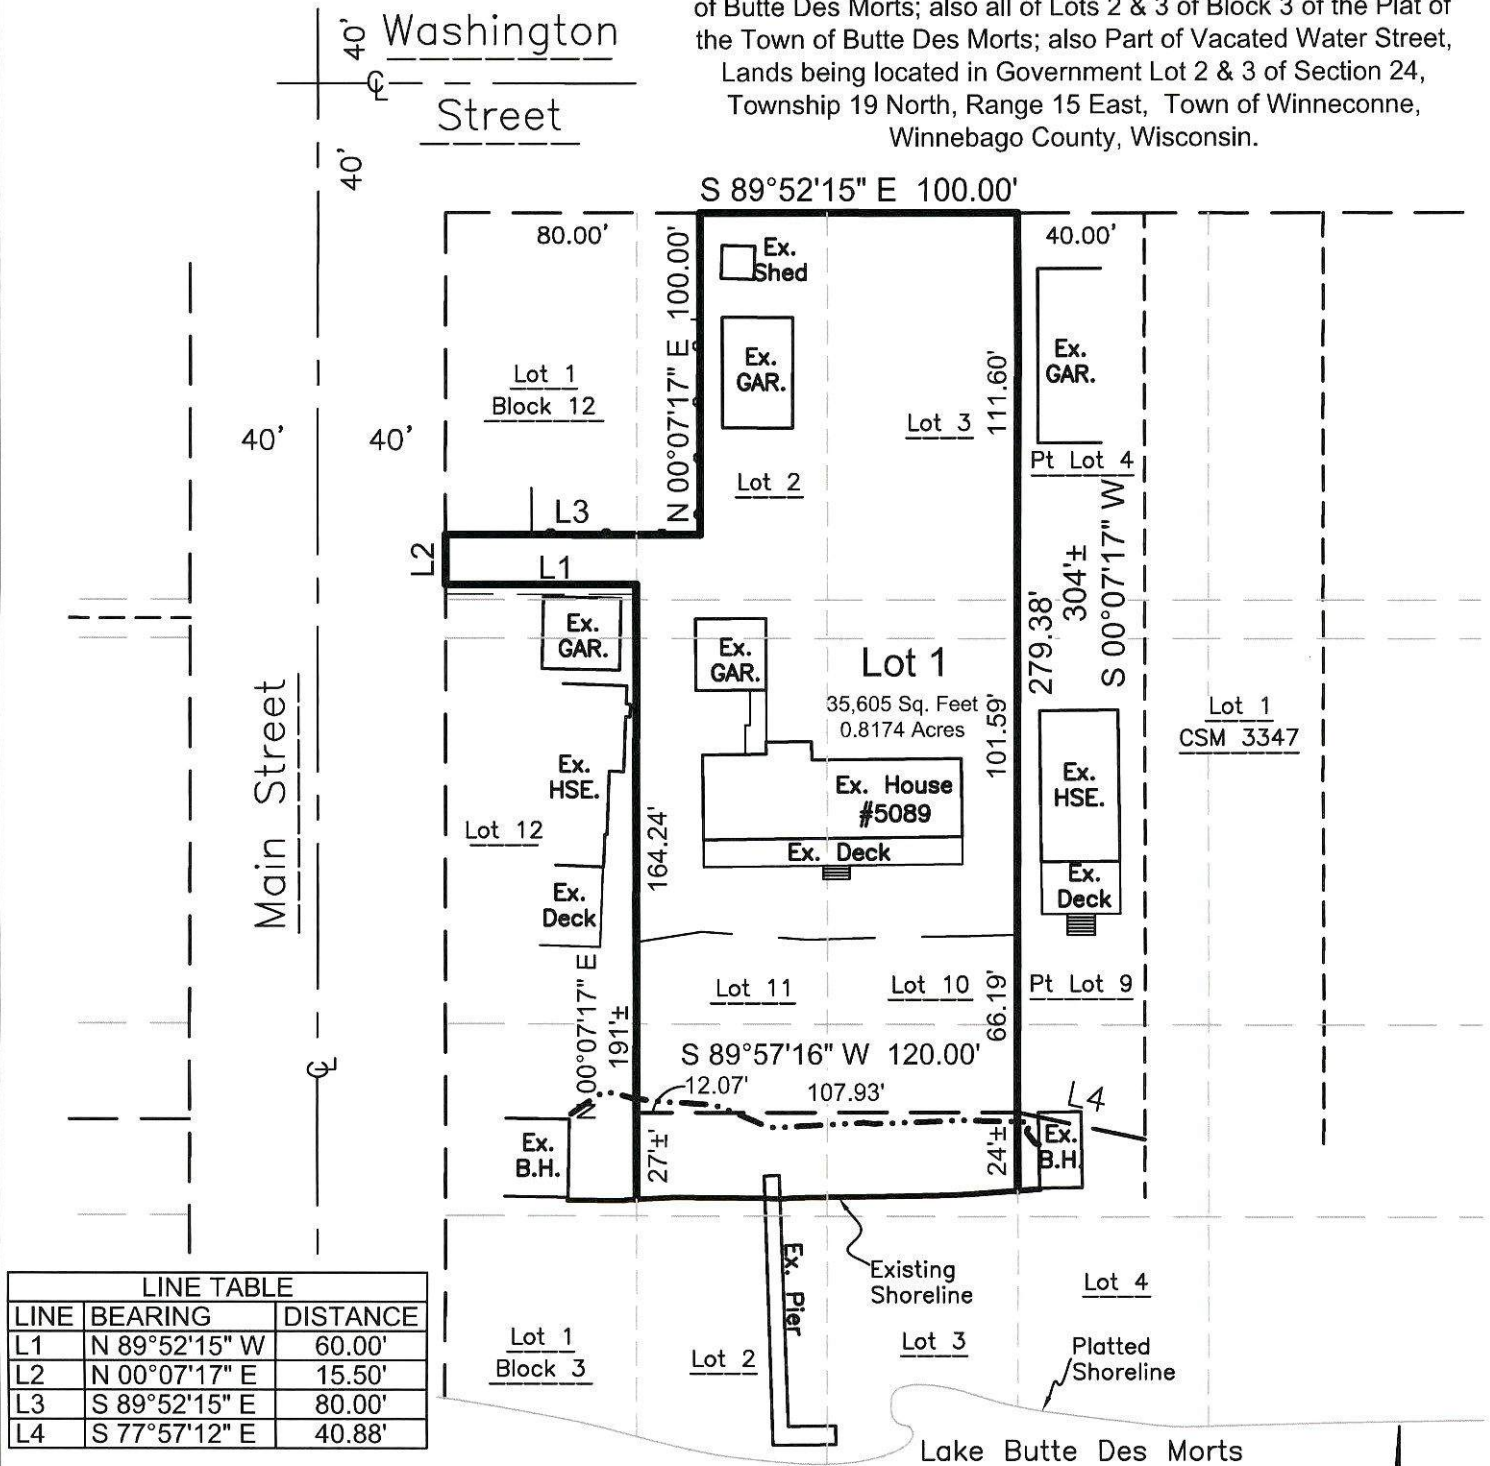 of Butte Des Morts; also all of Lots 2 & 3 of Block 3 of the Plat of
the Town of Butte Des Morts; also Part of Vacated Water Street,
Lands being located in Government Lot 2 & 3 of Section 24,
Township 19 North, Range 15 East, Town of Winneconne,
Winnebago County, Wisconsin.
40'
Washington
℄
Street
40'
S 89°52'15" E 100.00'
80.00'
40.00'
N 00°07'17" E 100.00'
Ex.
Shed
Ex.
GAR.
Ex.
GAR.
111.60'
Lot 1
Block 12
Lot 3
40'
40'
Pt Lot 4
Lot 2
L3
L2
L1
304'±
279.38'
S 00°07'17" W
Ex.
GAR.
Ex.
GAR.
Lot 1
35,605 Sq. Feet
0.8174 Acres
101.59'
Lot 1
CSM 3347
Main Street
Ex.
HSE.
Ex. House
#5089
Ex.
HSE.
Lot 12
164.24'
Ex. Deck
Ex.
Deck
Ex.
Deck
N 00°07'17" E
191'±
Lot 11
Lot 10
66.19'
Pt Lot 9
S 89°57'16" W 120.00'
℄
12.07'
107.93'
L4
Ex.
B.H.
27'±
24'±
Ex.
B.H.
Ex. Pier
Existing
Shoreline
Lot 4
Lot 1
Block 3
Lot 2
Lot 3
Platted
Shoreline
Lake Butte Des Morts
LINE TABLE
LINE BEARING DISTANCE
L1 N 89°52'15" W 60.00'
L2 N 00°07'17" E 15.50'
L3 S 89°52'15" E 80.00'
L4 S 77°57'12" E 40.88'